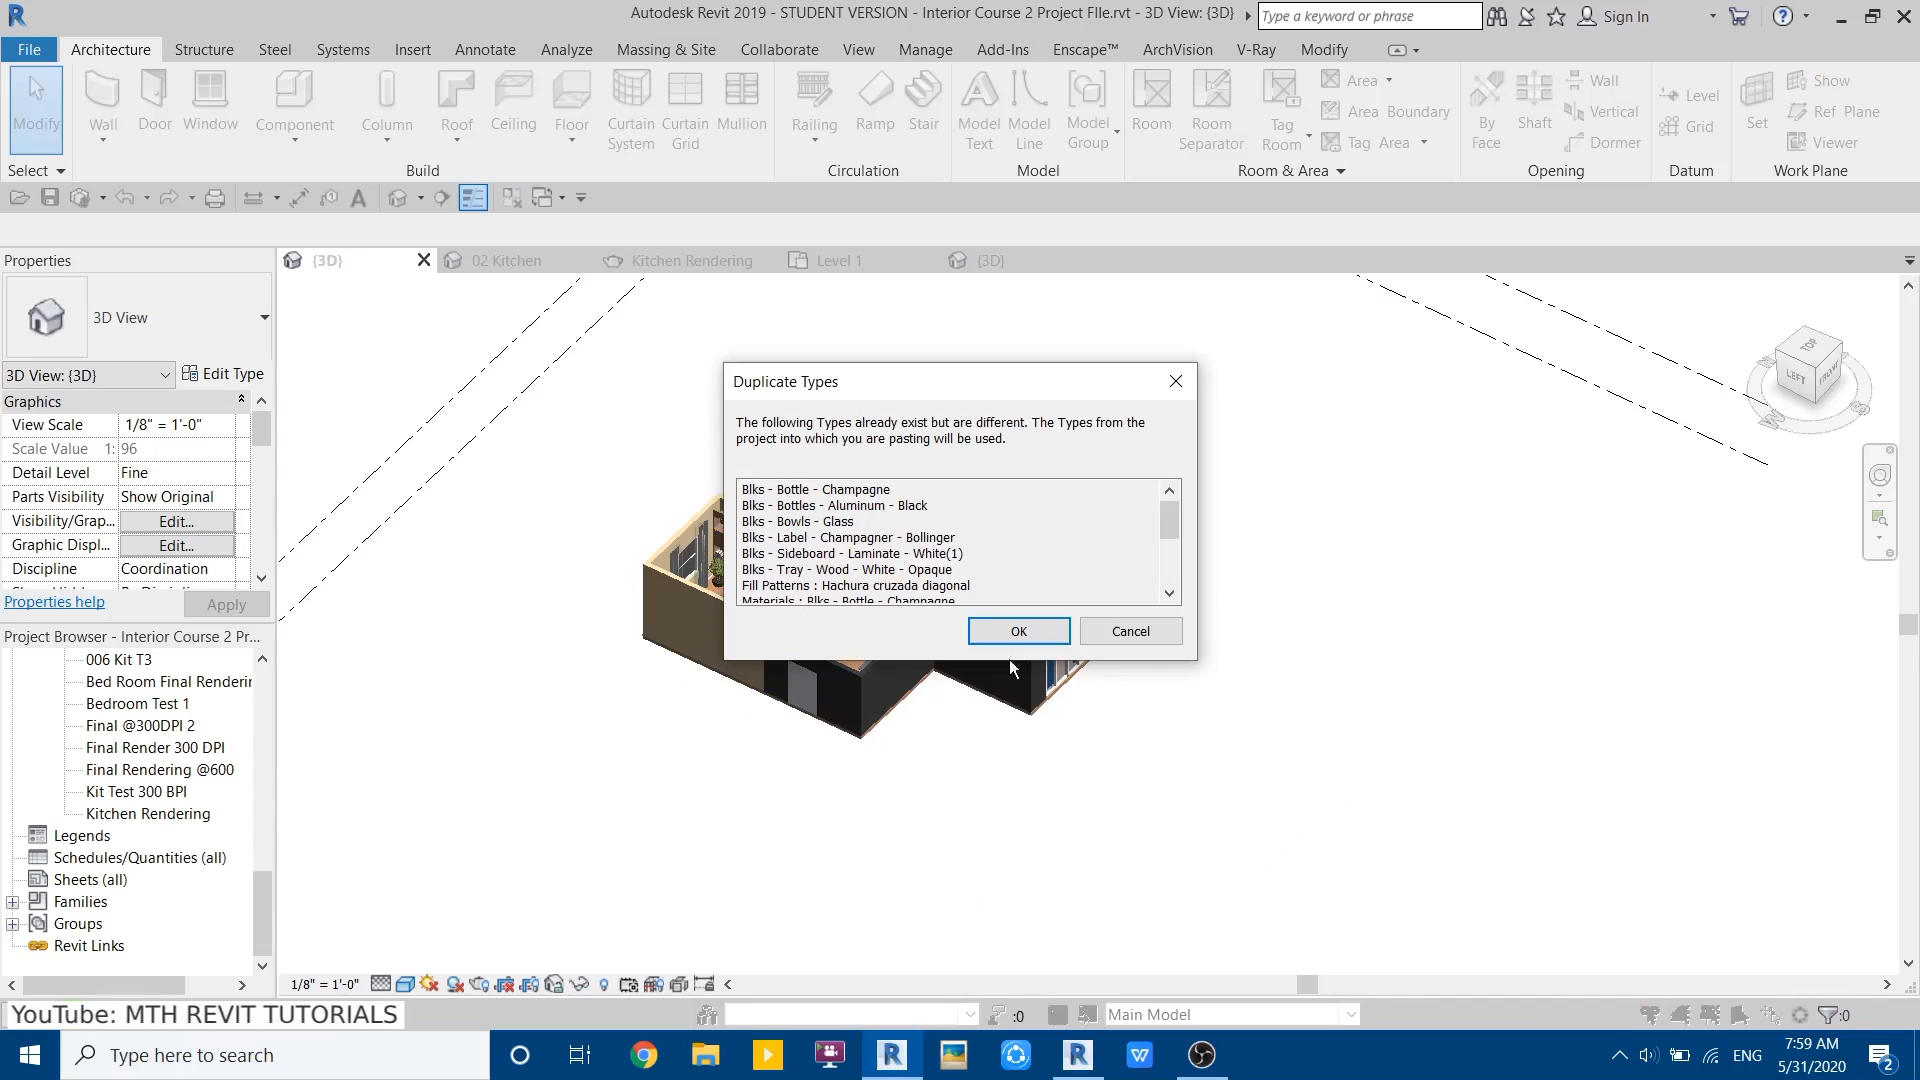 Autodesk Revit 2019 - STUDENT VERSION - Interior Course 2 Project FIle.rvt - 3D View: {3D}
Type a keyword or phrase
Sign In
File Architecture Structure Steel Systems Insert Annotate Analyze Massing & Site Collaborate View Manage Add-Ins Enscape™ ArchVision V-Ray Modify
Modify
Wall
Door
Window
Component
Column
Roof
Ceiling
Floor
Curtain System
Curtain Grid
Mullion
Railing
Ramp
Stair
Model Text
Model Line
Model Group
Room
Room Separator
Tag Room
Area
Area Boundary
Tag Area
By Face
Shaft
Wall
Vertical
Dormer
Level
Grid
Set
Show
Ref Plane
Viewer
Select
Build
Circulation
Model
Room & Area
Opening
Datum
Work Plane
Properties
{3D}
02 Kitchen
Kitchen Rendering
Level 1
{3D}
3D View
3D View: {3D}
Edit Type
Graphics
View Scale 1/8" = 1'-0"
Scale Value 1: 96
Detail Level Fine
Parts Visibility Show Original
Visibility/Grap... Edit...
Graphic Displ... Edit...
Discipline Coordination
Properties help
Apply
Project Browser - Interior Course 2 Pr...
006 Kit T3
Bed Room Final Renderin
Bedroom Test 1
Final @300DPI 2
Final Render 300 DPI
Final Rendering @600
Kit Test 300 BPI
Kitchen Rendering
Legends
Schedules/Quantities (all)
Sheets (all)
Families
Groups
Revit Links
Duplicate Types
The following Types already exist but are different. The Types from the
project into which you are pasting will be used.
Blks - Bottle - Champagne
Blks - Bottles - Aluminum - Black
Blks - Bowls - Glass
Blks - Label - Champagner - Bollinger
Blks - Sideboard - Laminate - White(1)
Blks - Tray - Wood - White - Opaque
Fill Patterns : Hachura cruzada diagonal
Materials : Blks - Bottle - Champagne
OK
Cancel
TOP
LEFT
FRONT
1/8" = 1'-0"
YouTube: MTH REVIT TUTORIALS
:0
Main Model
:0
Type here to search
ENG
7:59 AM
5/31/2020
2